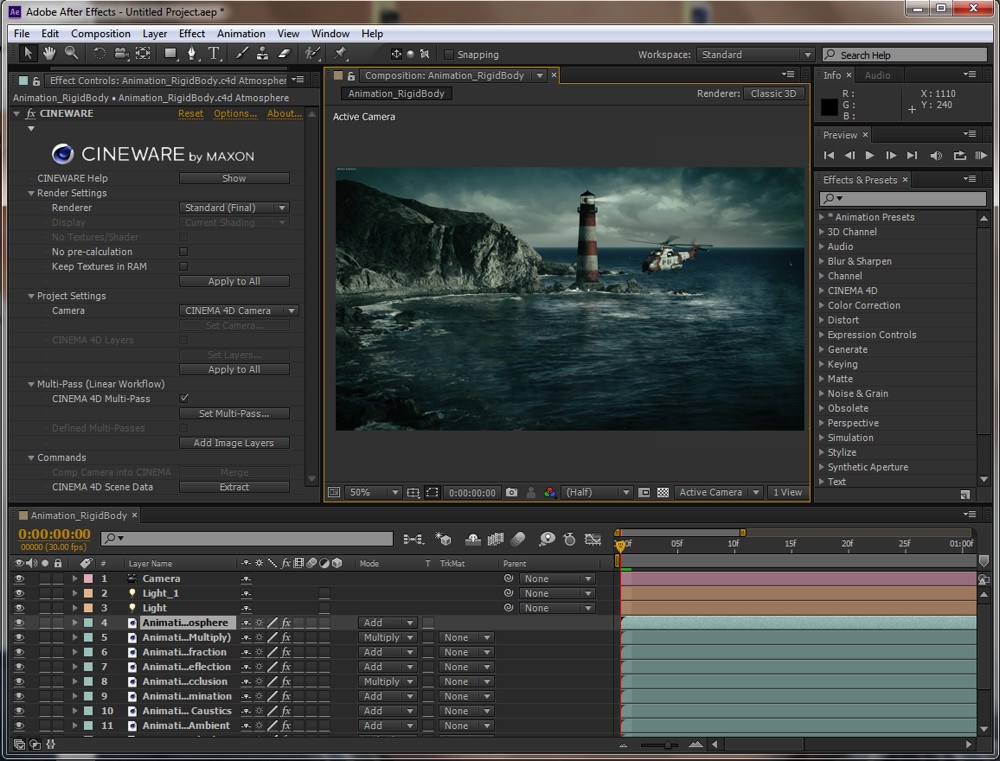 Adobe After Effects - Untitled Project.aep *
File Edit Composition Layer Effect Animation View Window Help
Snapping
Workspace: Standard
Search Help
Effect Controls: Animation_RigidBody.c4d Atmospher
Animation_RigidBody • Animation_RigidBody.c4d Atmosphere
fx CINEWARE Reset Options... About...
CINEWARE by MAXON
CINEWARE Help Show
Render Settings
Renderer Standard (Final)
Display Current Shading
No Textures/Shader
No pre-calculation
Keep Textures in RAM
Apply to All
Project Settings
Camera CINEMA 4D Camera
Set Camera...
CINEMA 4D Layers
Set Layers...
Apply to All
Multi-Pass (Linear Workflow)
CINEMA 4D Multi-Pass
Set Multi-Pass...
Defined Multi-Passes
Add Image Layers
Commands
Comp Camera into CINEMA Merge
CINEMA 4D Scene Data Extract
Composition: Animation_RigidBody
Animation_RigidBody
Renderer: Classic 3D
Active Camera
50% 0:00:00:00 (Half) Active Camera 1 View
Info Audio
R :
G :
B :
X : 1110
Y : 240
Preview
Effects & Presets
* Animation Presets
3D Channel
Audio
Blur & Sharpen
Channel
CINEMA 4D
Color Correction
Distort
Expression Controls
Generate
Keying
Matte
Noise & Grain
Obsolete
Perspective
Simulation
Stylize
Synthetic Aperture
Text
Animation_RigidBody
0:00:00:00
00000 (30.00 fps)
05f 10f 15f 20f 25f 01:00f
# Layer Name Mode T TrkMat Parent
1 Camera None
2 Light_1 None
3 Light None
4 Animati...osphere Add
5 Animati...Multiply) Multiply None
6 Animati...fraction Add None
7 Animati...eflection Add None
8 Animati...cclusion Multiply None
9 Animati...mination Add None
10 Animati... Caustics Add None
11 Animati...Ambient Add None